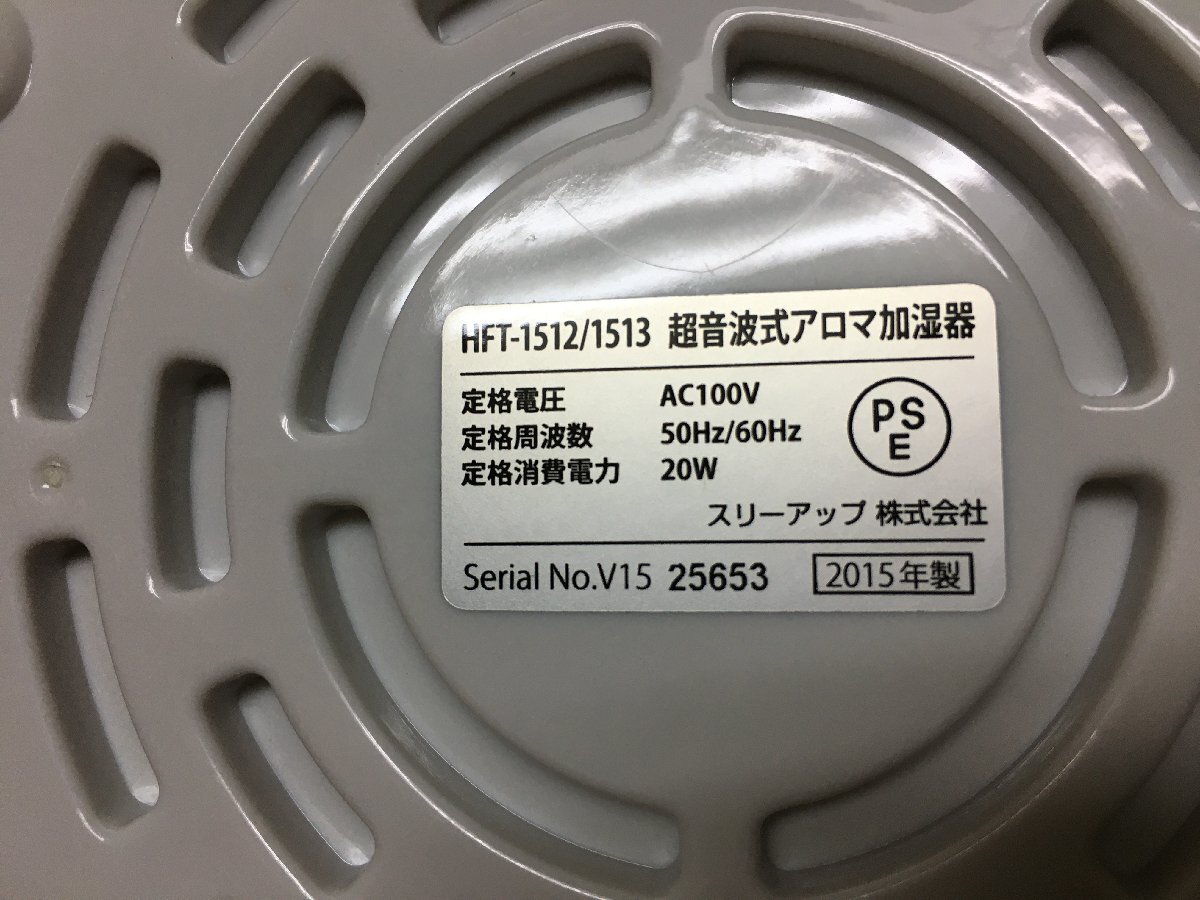 HFT-1512/1513 超音波式アロマ加湿器
定格電圧 AC100V
定格周波数 50Hz/60Hz
定格消費電力 20W
PS
E
スリーアップ 株式会社
Serial No.V15 25653 2015年製